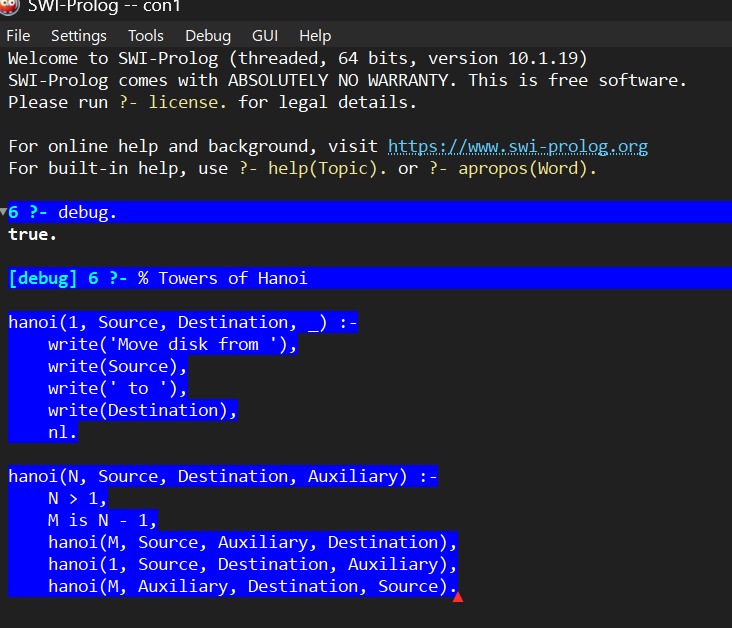 SWI-Prolog -- con1
File Settings Tools Debug GUI Help
Welcome to SWI-Prolog (threaded, 64 bits, version 10.1.19)
SWI-Prolog comes with ABSOLUTELY NO WARRANTY. This is free software.
Please run ?- license. for legal details.

For online help and background, visit https://www.swi-prolog.org
For built-in help, use ?- help(Topic). or ?- apropos(Word).

6 ?- debug.
true.

[debug] 6 ?- % Towers of Hanoi

hanoi(1, Source, Destination, _) :-
    write('Move disk from '),
    write(Source),
    write(' to '),
    write(Destination),
    nl.

hanoi(N, Source, Destination, Auxiliary) :-
    N > 1,
    M is N - 1,
    hanoi(M, Source, Auxiliary, Destination),
    hanoi(1, Source, Destination, Auxiliary),
    hanoi(M, Auxiliary, Destination, Source).